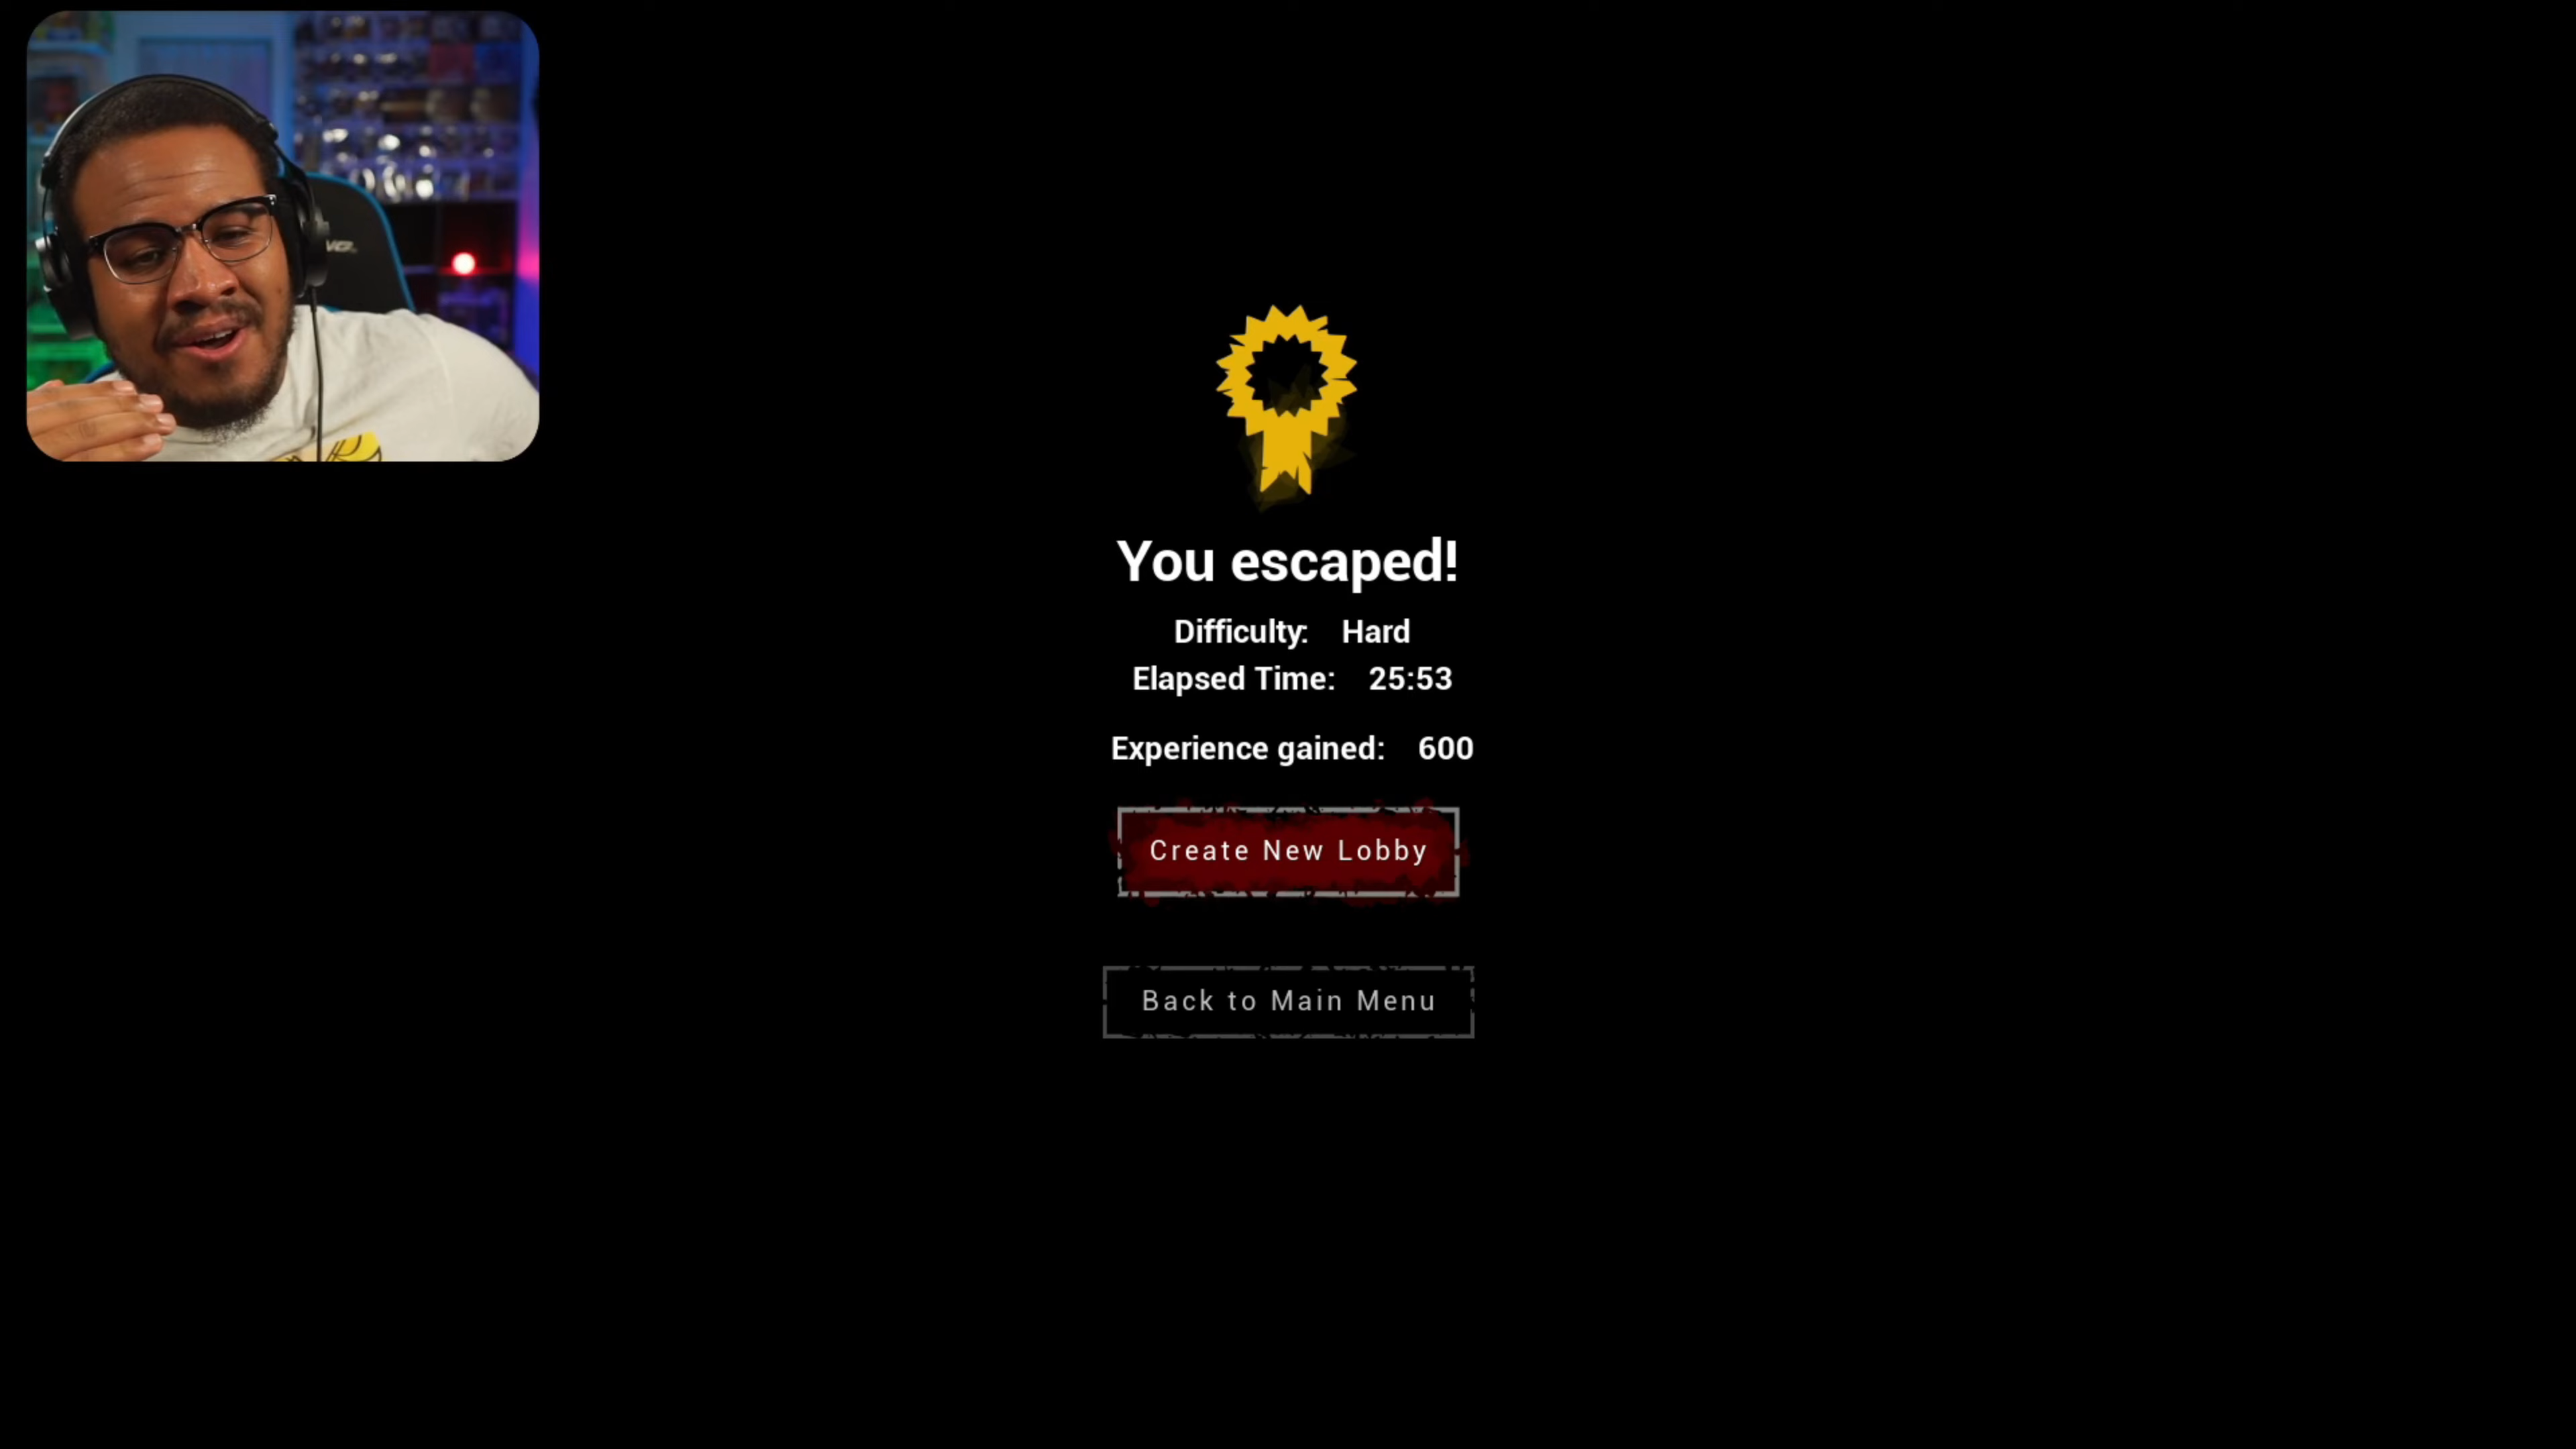 You escaped!
Difficulty: Hard
Elapsed Time: 25:53
Experience gained: 600
Create New Lobby
Back to Main Menu